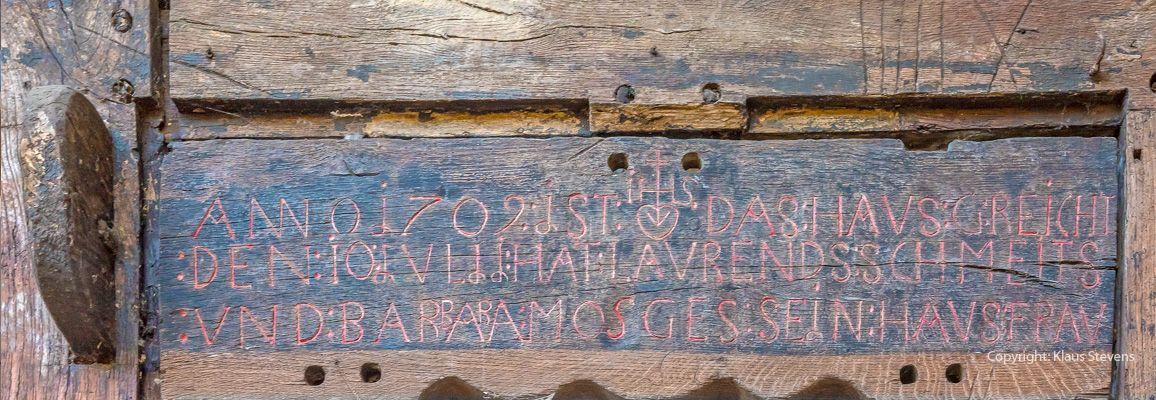 IHS
ANNO 1702: IST: DAS: HAVS: G: REICHT
:DEN: 10: IVLII: HAT: LAVRENDS: SCHMEITS
:VND: BARBARA: MOSGES: SEIN: HAVSFRAV
Copyright: Klaus Stevens